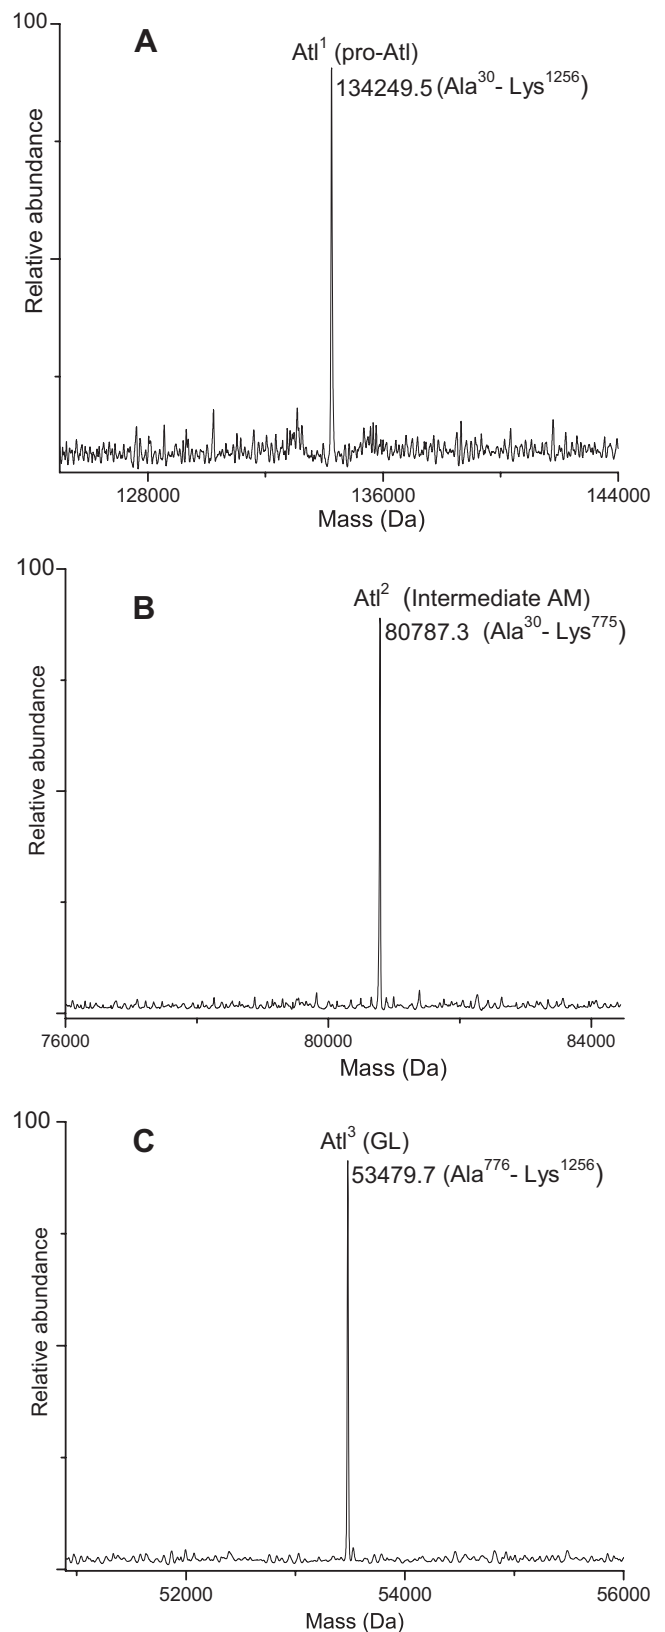 100
A
Atl¹ (pro-Atl)
134249.5 (Ala³⁰- Lys¹²⁵⁶)
Relative abundance
128000 136000 144000
Mass (Da)
100
B
Atl² (Intermediate AM)
80787.3 (Ala³⁰- Lys⁷⁷⁵)
Relative abundance
76000 80000 84000
Mass (Da)
100
C
Atl³ (GL)
53479.7 (Ala⁷⁷⁶- Lys¹²⁵⁶)
Relative abundance
52000 54000 56000
Mass (Da)